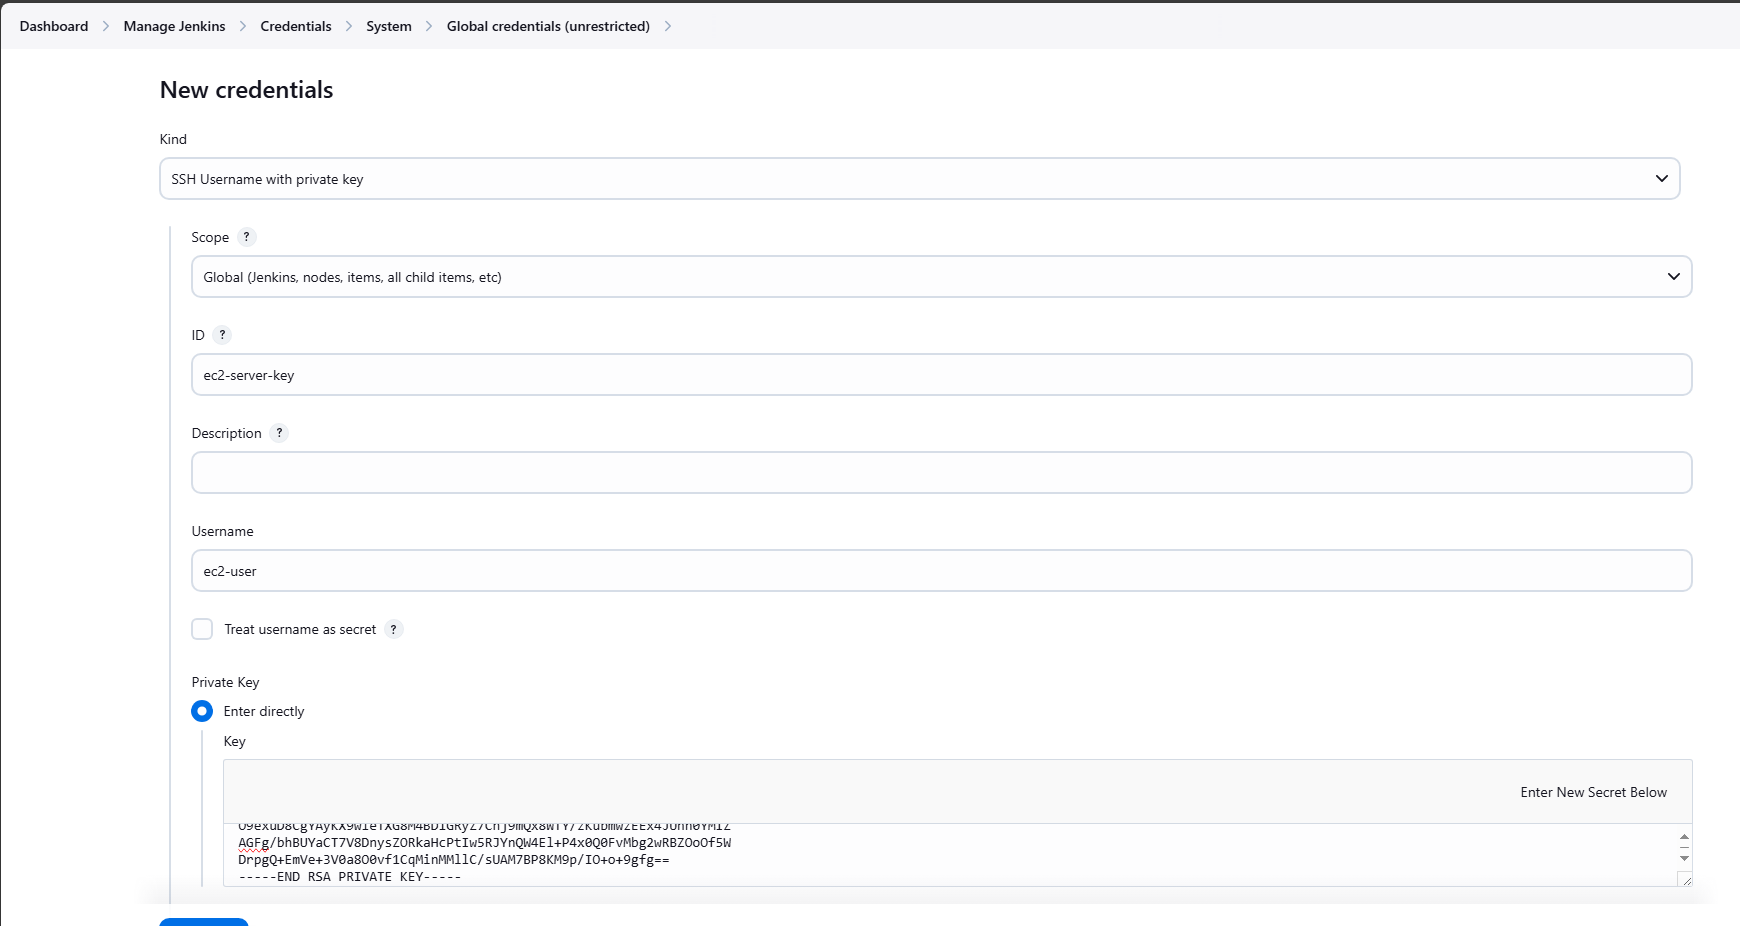 Dashboard > Manage Jenkins > Credentials > System > Global credentials (unrestricted) >
New credentials
Kind
SSH Username with private key
Scope ?
Global (Jenkins, nodes, items, all child items, etc)
ID ?
ec2-server-key
Description ?
Username
ec2-user
Treat username as secret ?
Private Key
Enter directly
Key
Enter New Secret Below
AGFg/bhBUYaCT7V8DnysZORkaHcPtIw5RJYnQW4El+P4x0Q0FvMbg2wRBZOoOf5W
DrpgQ+EmVe+3V0a8O0vf1CqMinMMllC/sUAM7BP8KM9p/IO+o+9gfg==
-----END RSA PRIVATE KEY-----